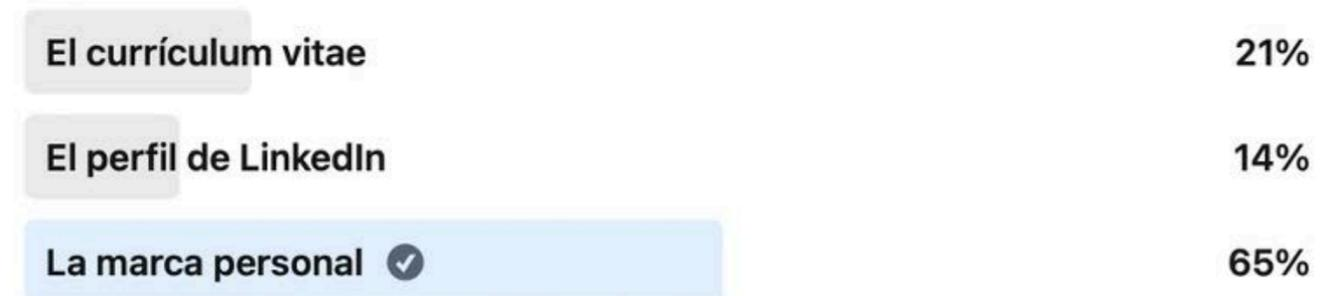 El currículum vitae 21%
El perfil de LinkedIn 14%
La marca personal 65%